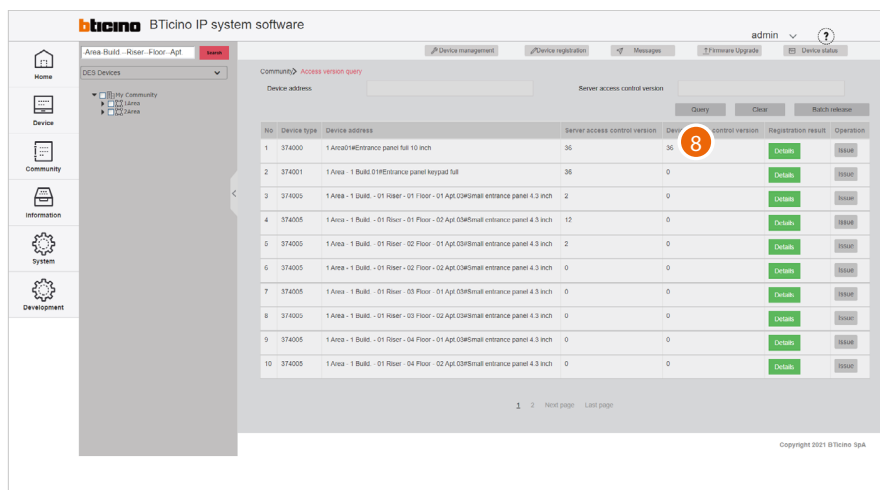 bticino BTicino IP system software
admin ?
Area-Build.-Riser-Floor-Apt Search
Device management Device registration Messages Firmware Upgrade Device status
Home
DES Devices
My Community
1Area
2Area
Community Access version query
Device address Server access control version
Query Clear Batch release
Device
Community
Information
System
Development
No Device type Device address Server access control version Device control version Registration result Operation
8
1 374000 1 Area01#Entrance panel full 10 inch 36 36 Details Issue
2 374001 1 Area - 1 Build.01#Entrance panel keypad full 36 0 Details Issue
3 374005 1 Area - 1 Build. - 01 Riser - 01 Floor - 01 Apt.03#Small entrance panel 4.3 inch 2 0 Details Issue
4 374005 1 Area - 1 Build. - 01 Riser - 01 Floor - 02 Apt.03#Small entrance panel 4.3 inch 12 0 Details Issue
5 374005 1 Area - 1 Build. - 01 Riser - 02 Floor - 01 Apt.03#Small entrance panel 4.3 inch 2 0 Details Issue
6 374005 1 Area - 1 Build. - 01 Riser - 02 Floor - 02 Apt.03#Small entrance panel 4.3 inch 0 0 Details Issue
7 374005 1 Area - 1 Build. - 01 Riser - 03 Floor - 01 Apt.03#Small entrance panel 4.3 inch 0 0 Details Issue
8 374005 1 Area - 1 Build. - 01 Riser - 03 Floor - 02 Apt.03#Small entrance panel 4.3 inch 0 0 Details Issue
9 374005 1 Area - 1 Build. - 01 Riser - 04 Floor - 01 Apt.03#Small entrance panel 4.3 inch 0 0 Details Issue
10 374005 1 Area - 1 Build. - 01 Riser - 04 Floor - 02 Apt.03#Small entrance panel 4.3 inch 0 0 Details Issue
1 2 Next page Last page
Copyright 2021 BTicino SpA